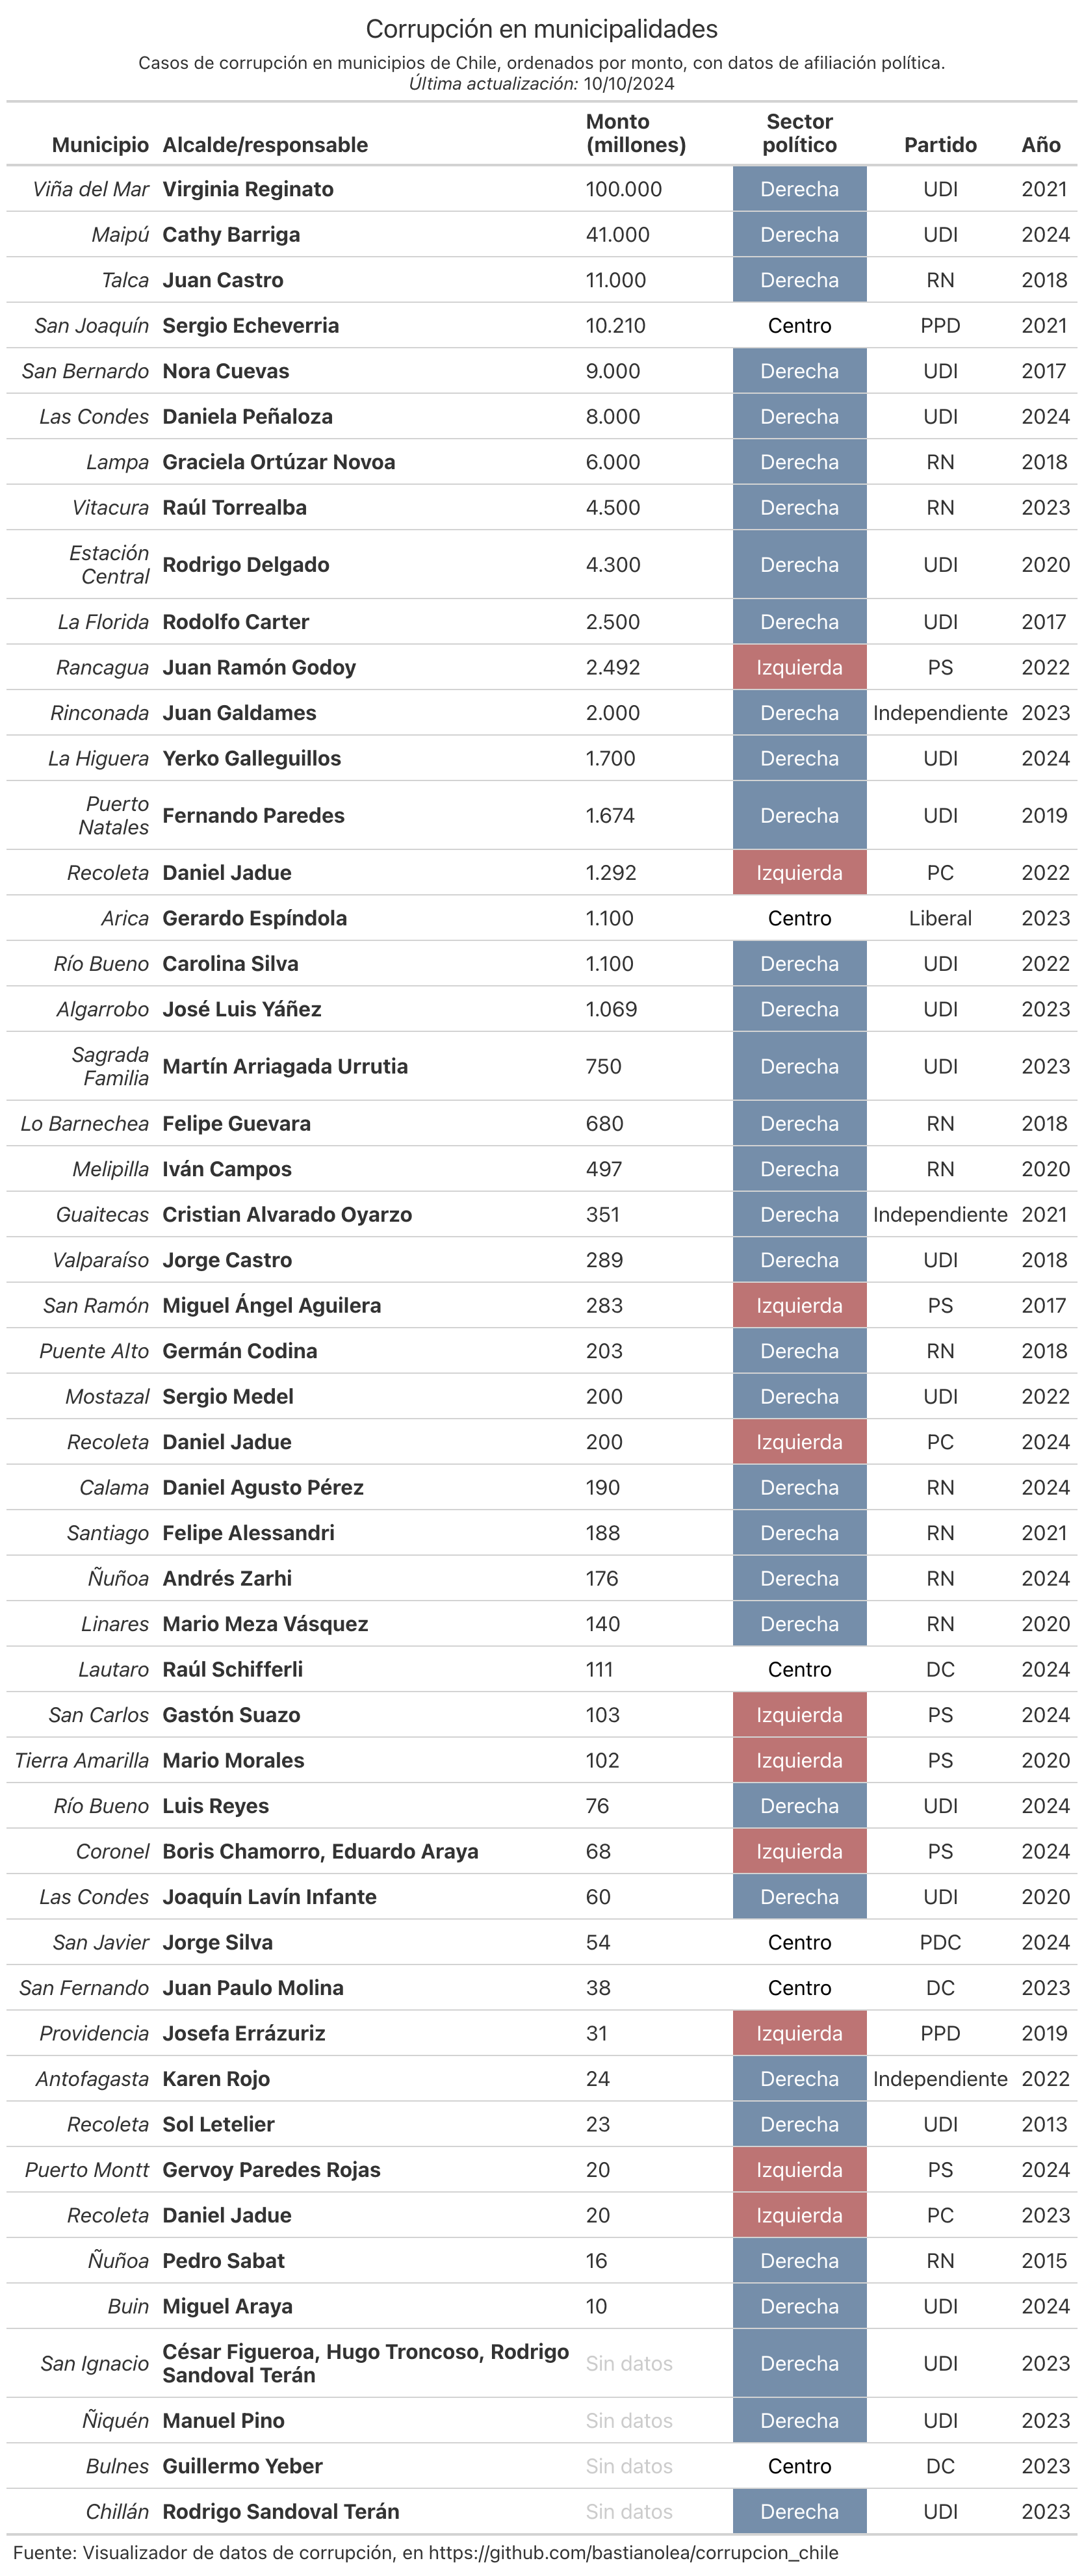 Corrupción en municipalidades
Casos de corrupción en municipios de Chile, ordenados por monto, con datos de afiliación política.
Última actualización: 10/10/2024
Municipio Alcalde/responsable Monto (millones) Sector político Partido Año
Viña del Mar Virginia Reginato 100.000 Derecha UDI 2021
Maipú Cathy Barriga 41.000 Derecha UDI 2024
Talca Juan Castro 11.000 Derecha RN 2018
San Joaquín Sergio Echeverria 10.210 Centro PPD 2021
San Bernardo Nora Cuevas 9.000 Derecha UDI 2017
Las Condes Daniela Peñaloza 8.000 Derecha UDI 2024
Lampa Graciela Ortúzar Novoa 6.000 Derecha RN 2018
Vitacura Raúl Torrealba 4.500 Derecha RN 2023
Estación Central Rodrigo Delgado 4.300 Derecha UDI 2020
La Florida Rodolfo Carter 2.500 Derecha UDI 2017
Rancagua Juan Ramón Godoy 2.492 Izquierda PS 2022
Rinconada Juan Galdames 2.000 Derecha Independiente 2023
La Higuera Yerko Galleguillos 1.700 Derecha UDI 2024
Puerto Natales Fernando Paredes 1.674 Derecha UDI 2019
Recoleta Daniel Jadue 1.292 Izquierda PC 2022
Arica Gerardo Espíndola 1.100 Centro Liberal 2023
Río Bueno Carolina Silva 1.100 Derecha UDI 2022
Algarrobo José Luis Yáñez 1.069 Derecha UDI 2023
Sagrada Familia Martín Arriagada Urrutia 750 Derecha UDI 2023
Lo Barnechea Felipe Guevara 680 Derecha RN 2018
Melipilla Iván Campos 497 Derecha RN 2020
Guaitecas Cristian Alvarado Oyarzo 351 Derecha Independiente 2021
Valparaíso Jorge Castro 289 Derecha UDI 2018
San Ramón Miguel Ángel Aguilera 283 Izquierda PS 2017
Puente Alto Germán Codina 203 Derecha RN 2018
Mostazal Sergio Medel 200 Derecha UDI 2022
Recoleta Daniel Jadue 200 Izquierda PC 2024
Calama Daniel Agusto Pérez 190 Derecha RN 2024
Santiago Felipe Alessandri 188 Derecha RN 2021
Ñuñoa Andrés Zarhi 176 Derecha RN 2024
Linares Mario Meza Vásquez 140 Derecha RN 2020
Lautaro Raúl Schifferli 111 Centro DC 2024
San Carlos Gastón Suazo 103 Izquierda PS 2024
Tierra Amarilla Mario Morales 102 Izquierda PS 2020
Río Bueno Luis Reyes 76 Derecha UDI 2024
Coronel Boris Chamorro, Eduardo Araya 68 Izquierda PS 2024
Las Condes Joaquín Lavín Infante 60 Derecha UDI 2020
San Javier Jorge Silva 54 Centro PDC 2024
San Fernando Juan Paulo Molina 38 Centro DC 2023
Providencia Josefa Errázuriz 31 Izquierda PPD 2019
Antofagasta Karen Rojo 24 Derecha Independiente 2022
Recoleta Sol Letelier 23 Derecha UDI 2013
Puerto Montt Gervoy Paredes Rojas 20 Izquierda PS 2024
Recoleta Daniel Jadue 20 Izquierda PC 2023
Ñuñoa Pedro Sabat 16 Derecha RN 2015
Buin Miguel Araya 10 Derecha UDI 2024
San Ignacio César Figueroa, Hugo Troncoso, Rodrigo Sandoval Terán Sin datos Derecha UDI 2023
Ñiquén Manuel Pino Sin datos Derecha UDI 2023
Bulnes Guillermo Yeber Sin datos Centro DC 2023
Chillán Rodrigo Sandoval Terán Sin datos Derecha UDI 2023
Fuente: Visualizador de datos de corrupción, en https://github.com/bastianolea/corrupcion_chile